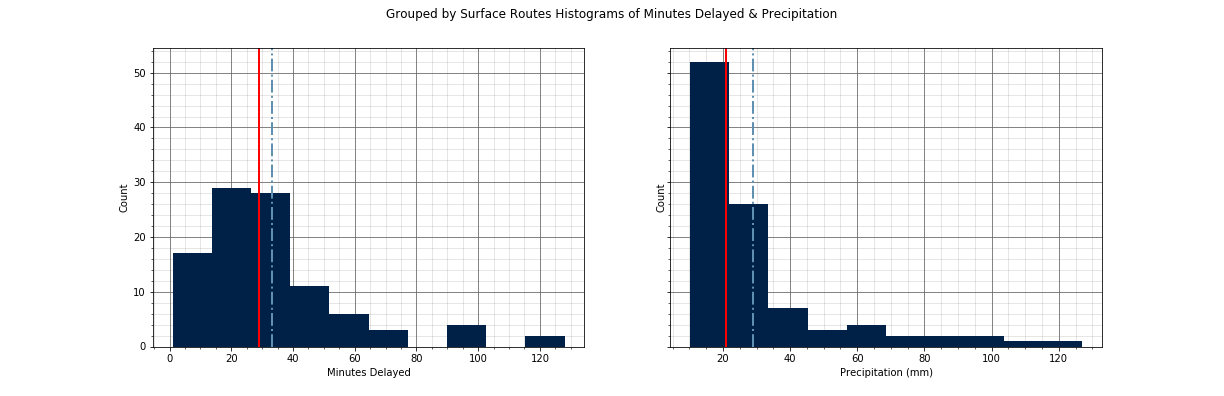 Grouped by Surface Routes Histograms of Minutes Delayed & Precipitation
50
40
30
20
10
0
Count
0 20 40 60 80 100 120
Minutes Delayed
Count
20 40 60 80 100 120
Precipitation (mm)